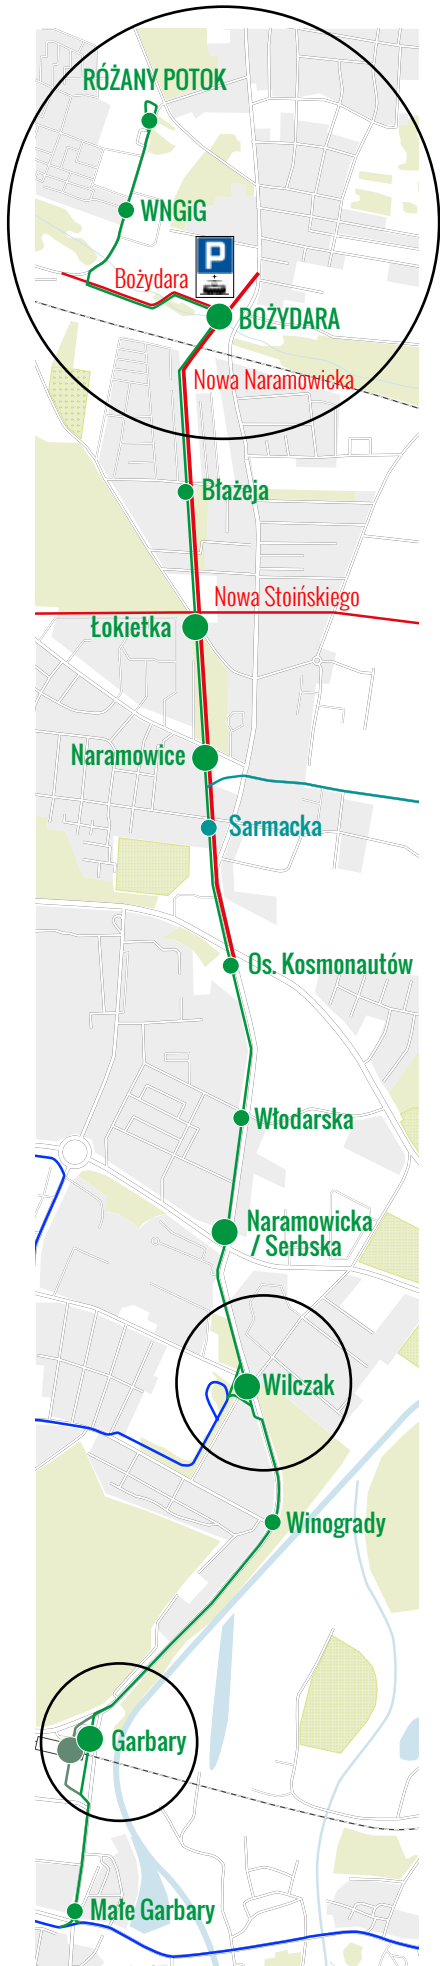 RÓŻANY POTOK
WNGiG
P
+
Bożydara
BOŻYDARA
Nowa Naramowicka
Błażeja
Nowa Stoińskiego
Łokietka
Naramowice
Sarmacka
Os. Kosmonautów
Włodarska
Naramowicka
/ Serbska
Wilczak
Winogrady
Garbary
Małe Garbary